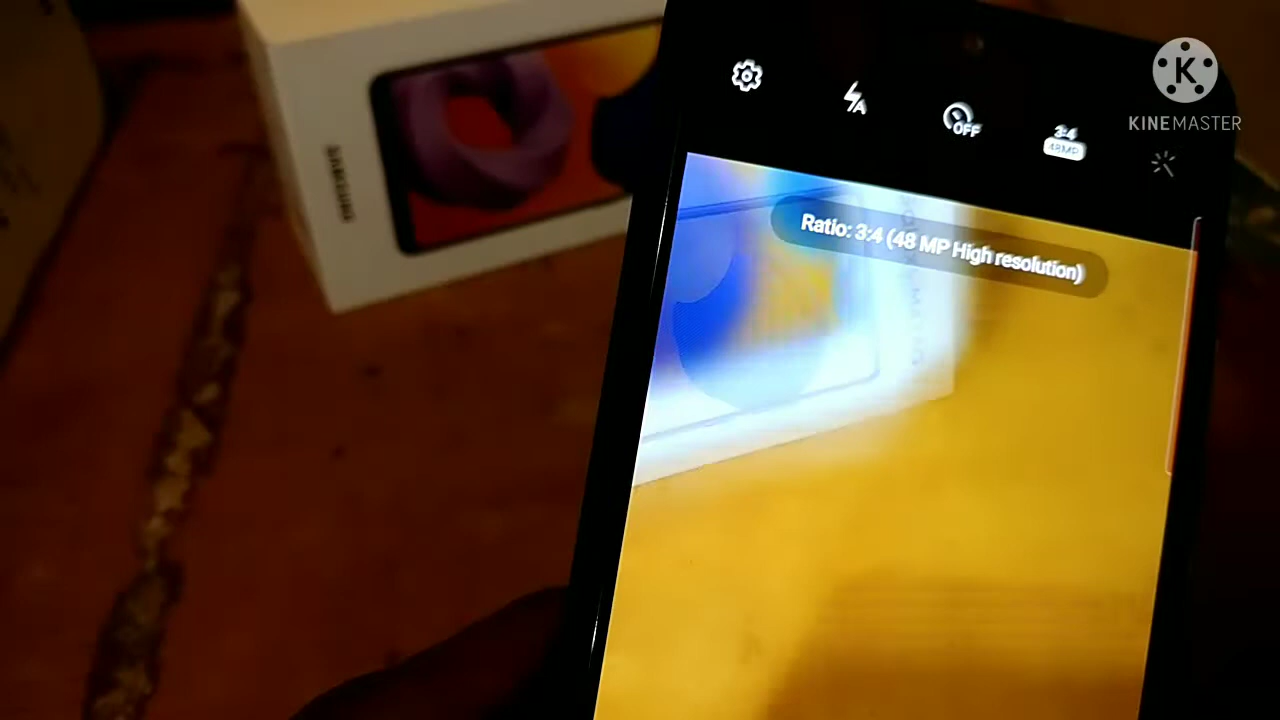 SAMSUNG
OFF
3:4
48MP
Ratio: 3:4 (48 MP High resolution)
K
KINEMASTER